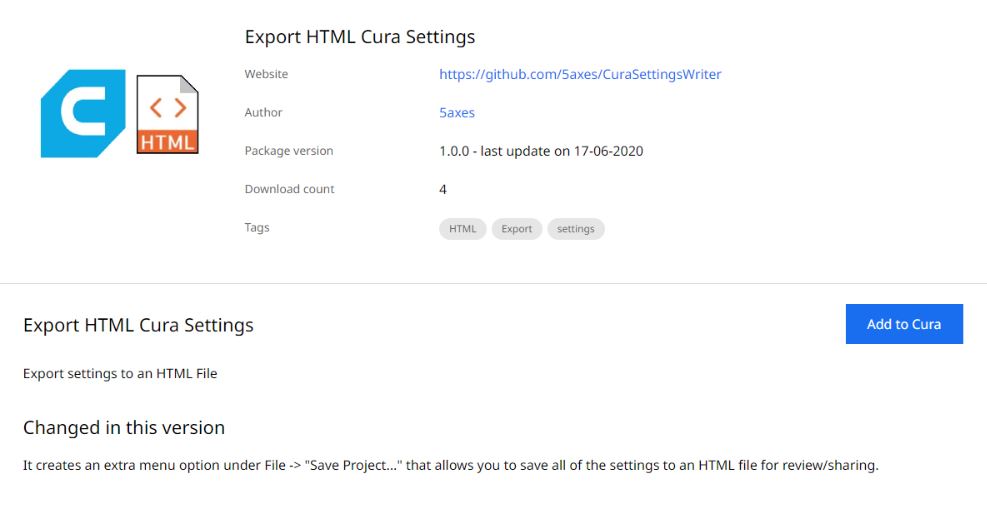 Export HTML Cura Settings
Website https://github.com/5axes/CuraSettingsWriter
Author 5axes
Package version 1.0.0 - last update on 17-06-2020
Download count 4
Tags HTML Export settings
C HTML
Export HTML Cura Settings Add to Cura
Export settings to an HTML File
Changed in this version
It creates an extra menu option under File -> "Save Project..." that allows you to save all of the settings to an HTML file for review/sharing.